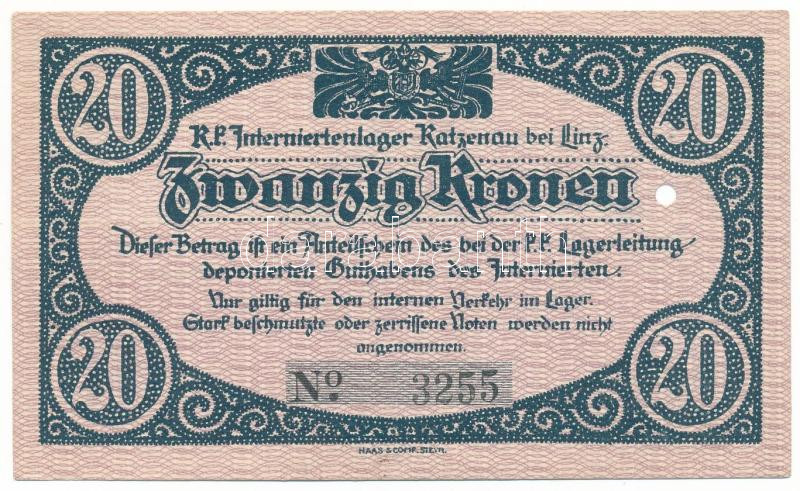 20 20
K.k. Interniertenlager Katzenau bei Linz.
Zwanzig Kronen
Dieser Betrag ist ein Anteilschein des bei der k.k. Lagerleitung
deponierten Guthabens des Internierten.
Nur giltig für den internen Verkehr im Lager.
Stark beschmutzte oder zerrissene Noten werden nicht
angenommen.
20 20
No. 3255
HAAS & COMP. STEYR.